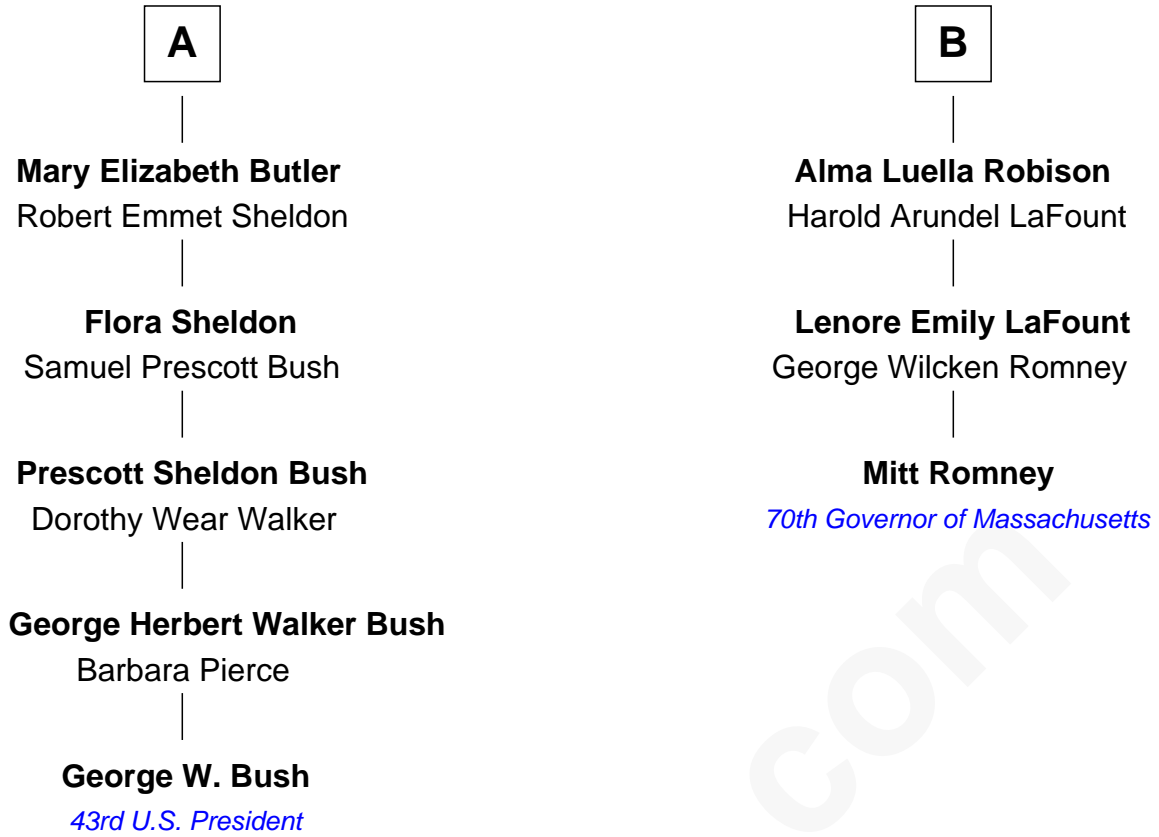 A
Mary Elizabeth Butler
Robert Emmet Sheldon
Flora Sheldon
Samuel Prescott Bush
Prescott Sheldon Bush
Dorothy Wear Walker
George Herbert Walker Bush
Barbara Pierce
George W. Bush
43rd U.S. President
B
Alma Luella Robison
Harold Arundel LaFount
Lenore Emily LaFount
George Wilcken Romney
Mitt Romney
70th Governor of Massachusetts
com